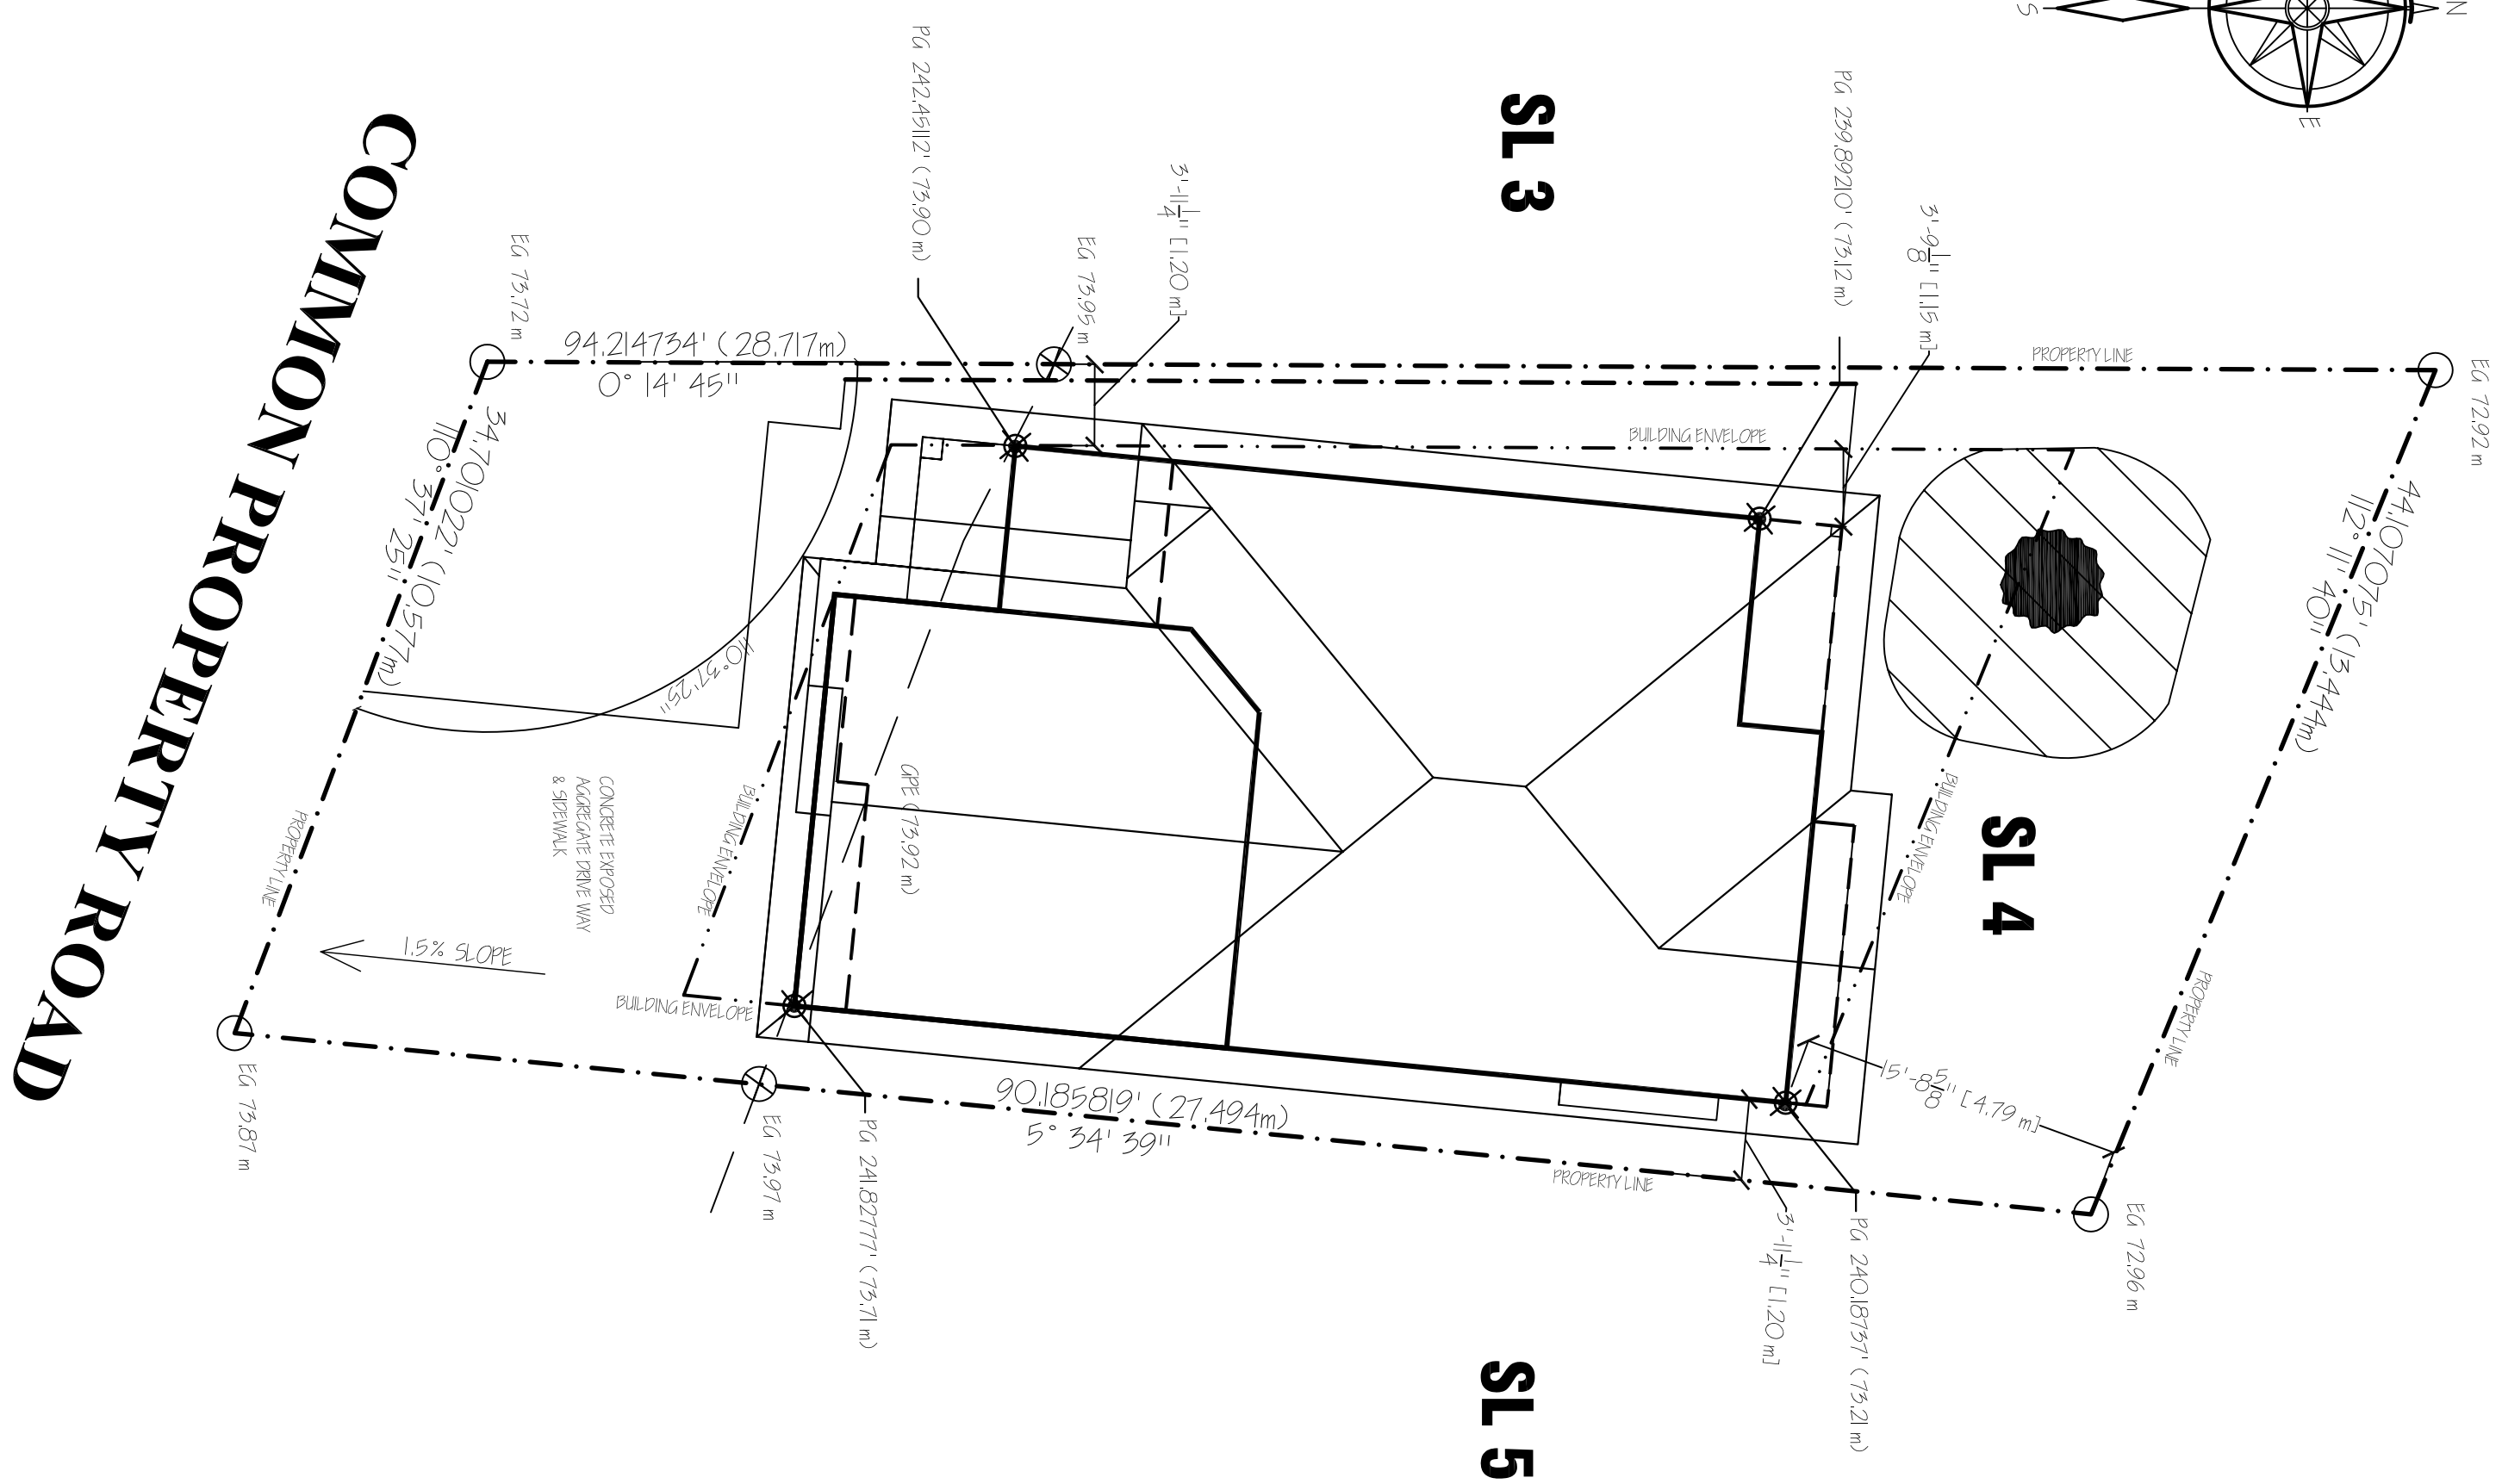 S
N
E
SL 3
PG 242.45112' (73.90 m)
PG 239.89210' (73.12 m)
3'-11 1/4" [1.20 m]
3'-9 1/8" [1.15 m]
EG 73.72 m
EG 73.95 m
94.214734' (28.717m)
0° 14' 45"
PROPERTY LINE
EG 72.92 m
BUILDING ENVELOPE
COMMON PROPERTY ROAD
34.701022' (10.577m)
110° 37' 25"
44.107075' (13.444m)
112° 11' 40"
110°37'25"
PROPERTY LINE
CONCRETE EXPOSED
AGGREGATE DRIVE WAY
& SIDEWALK
BUILDING ENVELOPE
GPE (73.92 m)
BUILDING ENVELOPE
SL 4
1.5% SLOPE
BUILDING ENVELOPE
PROPERTY LINE
EG 73.87 m
EG 73.97 m
PG 241.82777' (73.71 m)
90.185819' (27.494m)
5° 34' 39"
15'-8 5/8" [4.79 m]
PROPERTY LINE
3'-11 1/4" [1.20 m]
PG 240.18737' (73.21 m)
EG 72.96 m
SL 5